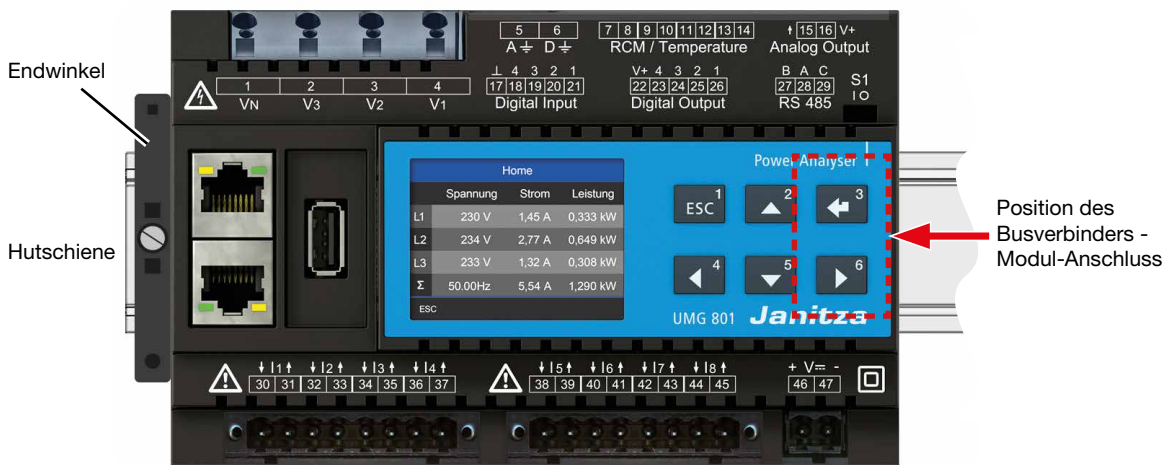 5 6
A ⏚ D ⏚
7 8 9 10 11 12 13 14
RCM / Temperature
↑ 15 16 V+
Analog Output
Endwinkel
1 2 3 4
VN V3 V2 V1
⊥ 4 3 2 1
17 18 19 20 21
Digital Input
V+ 4 3 2 1
22 23 24 25 26
Digital Output
B A C
27 28 29
RS 485
S1
I O
Power Analyser
Home
Spannung Strom Leistung
L1 230 V 1,45 A 0,333 kW
L2 234 V 2,77 A 0,649 kW
L3 233 V 1,32 A 0,308 kW
Σ 50.00Hz 5,54 A 1,290 kW
ESC
ESC 1
2
3
4
5
6
UMG 801 Janitza
Hutschiene
Position des
Busverbinders -
Modul-Anschluss
↓ I1 ↑ ↓ I2 ↑ ↓ I3 ↑ ↓ I4 ↑
30 31 32 33 34 35 36 37
↓ I5 ↑ ↓ I6 ↑ ↓ I7 ↑ ↓ I8 ↑
38 39 40 41 42 43 44 45
+ V⎓ -
46 47